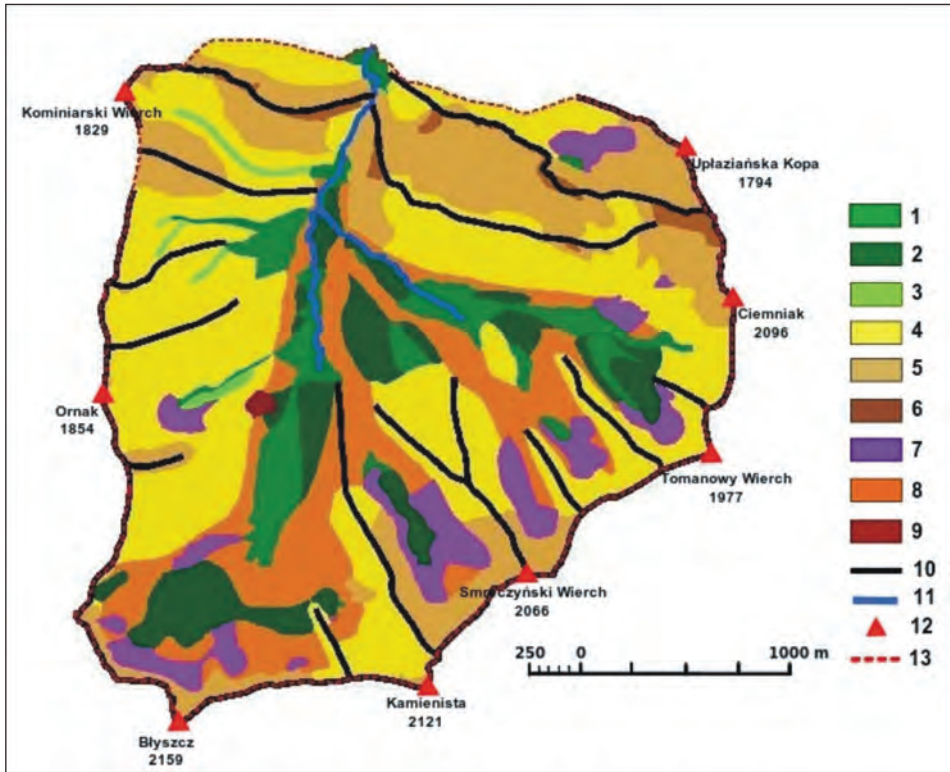 Kominiarski Wierch
1829
Upłaziańska Kopa
1794
Ciemniak
2096
Ornak
1854
Tomanowy Wierch
1977
Smreczyński Wierch
2066
Kamienista
2121
Błyszcz
2159
250 0 1000 m
1
2
3
4
5
6
7
8
9
10
11
12
13